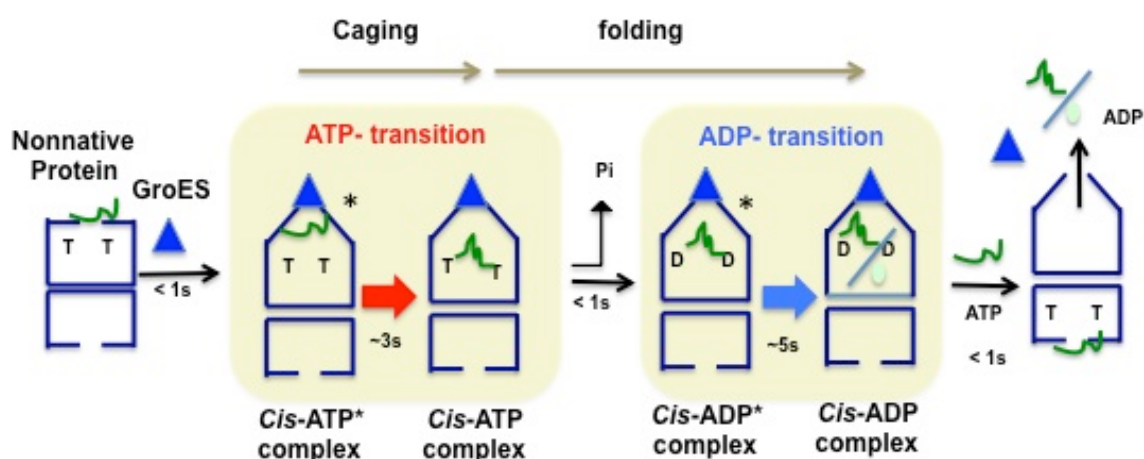 Caging
folding
ATP- transition
ADP- transition
Nonnative
Protein
GroES
Pi
ADP
*
*
T T
T T
T T
D D
D D
T T
< 1s
~3s
< 1s
~5s
ATP
< 1s
Cis-ATP*
complex
Cis-ATP
complex
Cis-ADP*
complex
Cis-ADP
complex